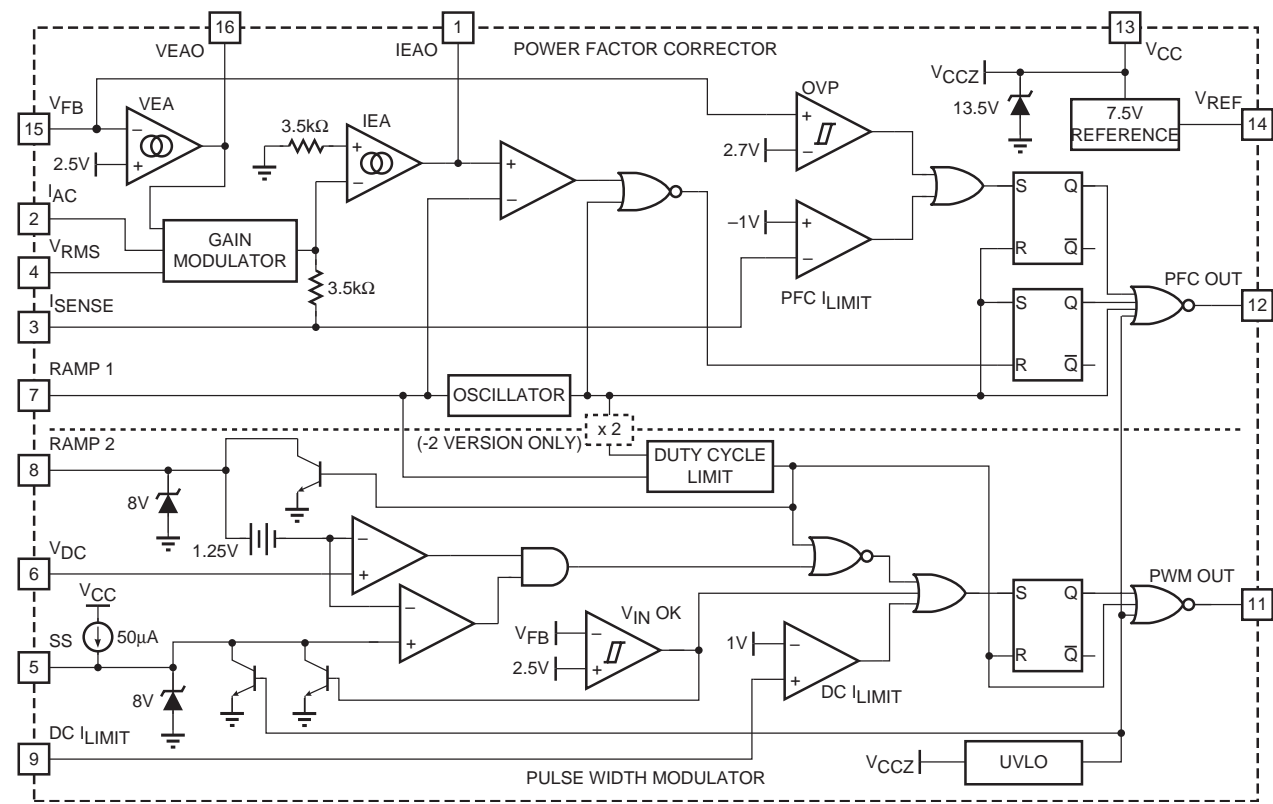 16
1
13
VEAO
IEAO
POWER FACTOR CORRECTOR
VCC
VCCZ
VFB
VEA
OVP
13.5V
7.5V
REFERENCE
VREF
15
14
3.5kΩ
IEA
2.5V
2.7V
+
−
IAC
2
GAIN
MODULATOR
–1V
S
Q
R
Q̅
VRMS
4
3.5kΩ
PFC ILIMIT
PFC OUT
ISENSE
S
Q
12
3
RAMP 1
R
Q̅
7
OSCILLATOR
RAMP 2
(-2 VERSION ONLY)
x 2
8
DUTY CYCLE
LIMIT
8V
1.25V
VDC
6
VCC
50µA
VIN OK
S
Q
PWM OUT
11
SS
VFB
1V
5
2.5V
R
Q̅
8V
DC ILIMIT
DC ILIMIT
9
VCCZ
UVLO
PULSE WIDTH MODULATOR